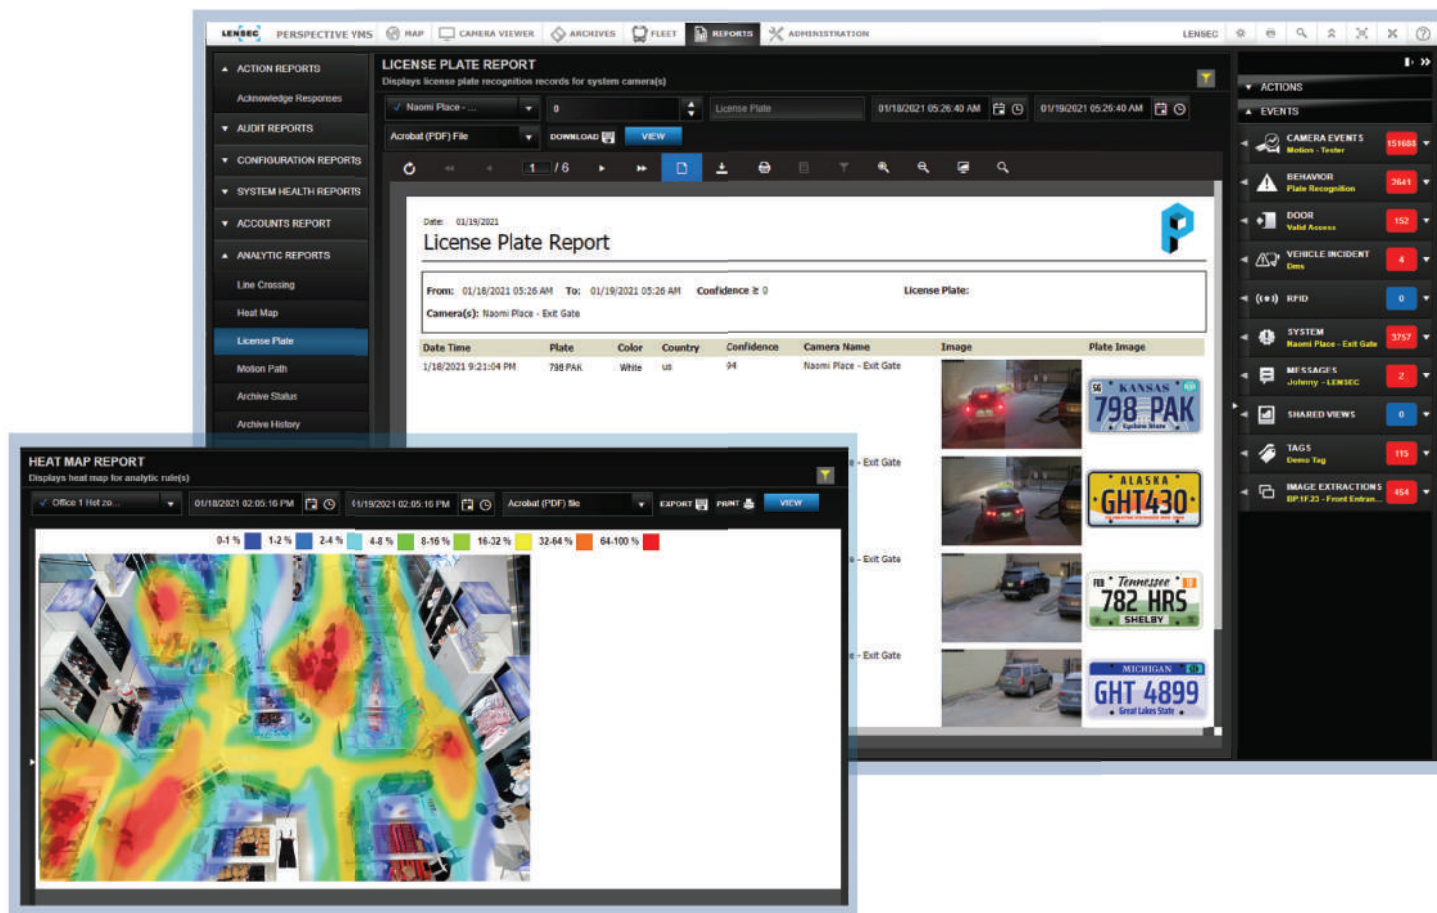 LENSEC PERSPECTIVE VMS MAP CAMERA VIEWER ARCHIVES FLEET REPORTS ADMINISTRATION LENSEC
ACTION REPORTS
Acknowledge Responses
AUDIT REPORTS
CONFIGURATION REPORTS
SYSTEM HEALTH REPORTS
ACCOUNTS REPORT
ANALYTIC REPORTS
Line Crossing
Heat Map
License Plate
Motion Path
Archive Status
Archive History
LICENSE PLATE REPORT
Displays license plate recognition records for system camera(s)
Naomi Place - ... 0 License Plate 01/18/2021 05:26:40 AM 01/19/2021 05:26:40 AM
Acrobat (PDF) File DOWNLOAD VIEW
1 / 6
Date: 01/19/2021
License Plate Report
From: 01/18/2021 05:26 AM To: 01/19/2021 05:26 AM Confidence ≥ 0 License Plate:
Camera(s): Naomi Place - Exit Gate
Date Time Plate Color Country Confidence Camera Name Image Plate Image
1/18/2021 9:21:04 PM 798 PAK White us 94 Naomi Place - Exit Gate
SG KANSAS
798 PAK
Cyclone State
e - Exit Gate
ALASKA
GHT430
e - Exit Gate
FEB Tennessee
782 HRS
SHELBY
e - Exit Gate
MICHIGAN
GHT 4899
Great Lakes State
ACTIONS
EVENTS
CAMERA EVENTS 151688
Motion - Tester
BEHAVIOR 2641
Plate Recognition
DOOR 152
Valid Access
VEHICLE INCIDENT 4
Dms
RFID 0
SYSTEM 3757
Naomi Place - Exit Gate
MESSAGES 2
Johnny - LENSEC
SHARED VIEWS 0
TAGS 115
Demo Tag
IMAGE EXTRACTIONS 454
BP.1F.23 - Front Entran...
HEAT MAP REPORT
Displays heat map for analytic rule(s)
Office 1 Hot zo... 01/18/2021 02:05:16 PM 01/19/2021 02:05:16 PM Acrobat (PDF) file EXPORT PRINT VIEW
0-1 % 1-2 % 2-4 % 4-8 % 8-16 % 16-32 % 32-64 % 64-100 %